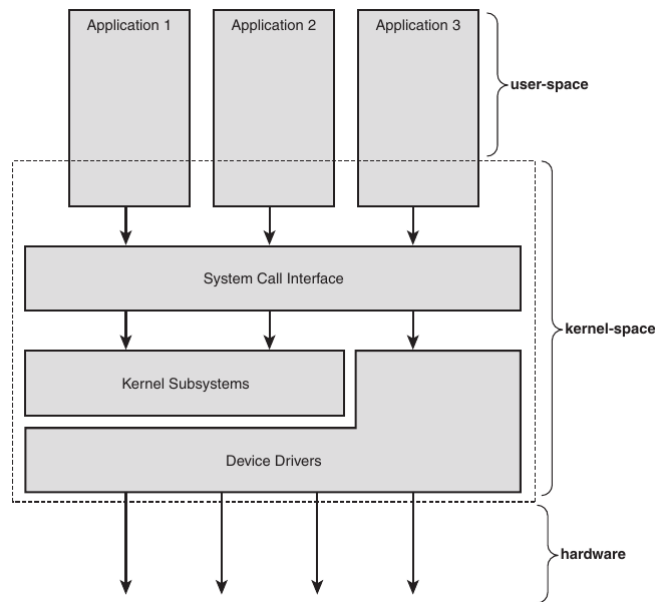 Application 1
Application 2
Application 3
user-space
System Call Interface
kernel-space
Kernel Subsystems
Device Drivers
hardware